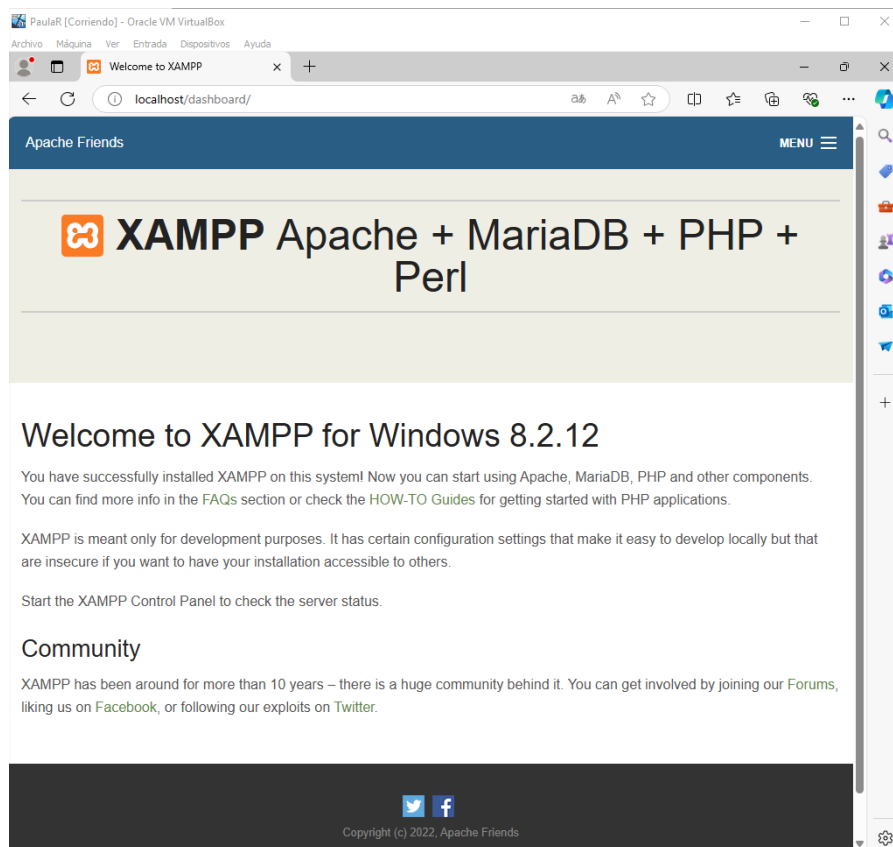 PaulaR [Corriendo] - Oracle VM VirtualBox
Archivo Máquina Ver Entrada Dispositivos Ayuda
Welcome to XAMPP
localhost/dashboard/
Apache Friends
MENU
XAMPP Apache + MariaDB + PHP +
Perl
Welcome to XAMPP for Windows 8.2.12
You have successfully installed XAMPP on this system! Now you can start using Apache, MariaDB, PHP and other components.
You can find more info in the FAQs section or check the HOW-TO Guides for getting started with PHP applications.
XAMPP is meant only for development purposes. It has certain configuration settings that make it easy to develop locally but that
are insecure if you want to have your installation accessible to others.
Start the XAMPP Control Panel to check the server status.
Community
XAMPP has been around for more than 10 years – there is a huge community behind it. You can get involved by joining our Forums,
liking us on Facebook, or following our exploits on Twitter.
Copyright (c) 2022, Apache Friends